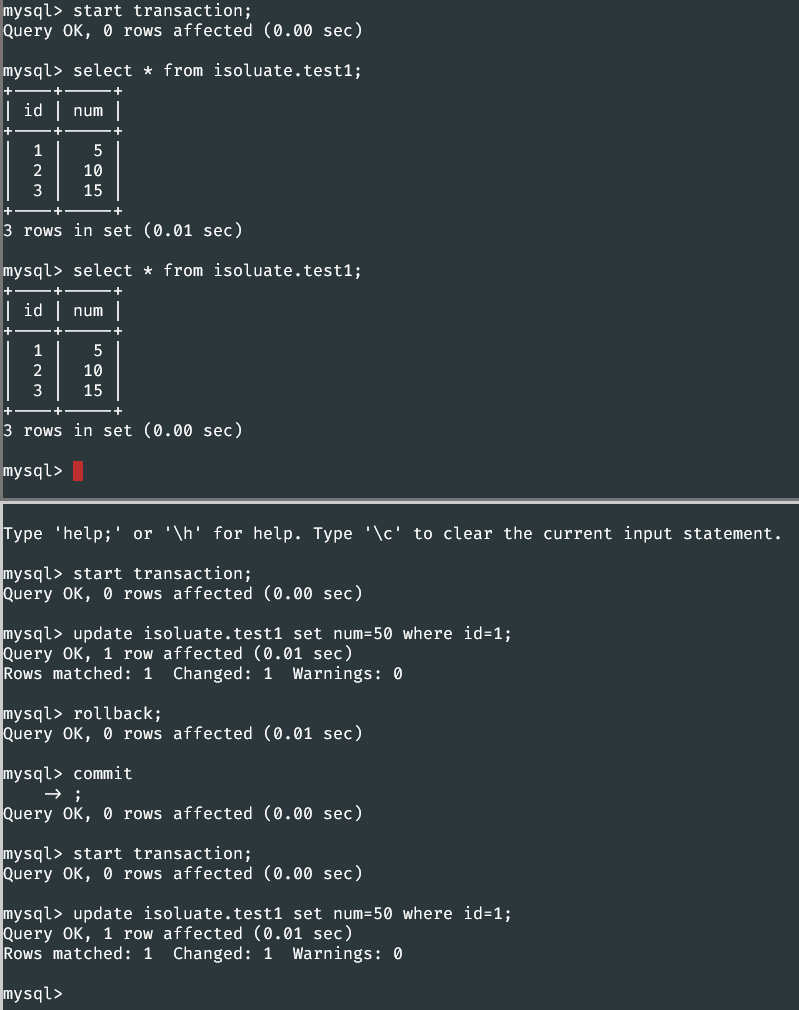 mysql> start transaction;
Query OK, 0 rows affected (0.00 sec)
mysql> select * from isoluate.test1;
+----+-----+
| id | num |
+----+-----+
|  1 |   5 |
|  2 |  10 |
|  3 |  15 |
+----+-----+
3 rows in set (0.01 sec)
mysql> select * from isoluate.test1;
+----+-----+
| id | num |
+----+-----+
|  1 |   5 |
|  2 |  10 |
|  3 |  15 |
+----+-----+
3 rows in set (0.00 sec)
mysql>
Type 'help;' or '\h' for help. Type '\c' to clear the current input statement.
mysql> start transaction;
Query OK, 0 rows affected (0.00 sec)
mysql> update isoluate.test1 set num=50 where id=1;
Query OK, 1 row affected (0.01 sec)
Rows matched: 1  Changed: 1  Warnings: 0
mysql> rollback;
Query OK, 0 rows affected (0.01 sec)
mysql> commit
    -> ;
Query OK, 0 rows affected (0.00 sec)
mysql> start transaction;
Query OK, 0 rows affected (0.00 sec)
mysql> update isoluate.test1 set num=50 where id=1;
Query OK, 1 row affected (0.01 sec)
Rows matched: 1  Changed: 1  Warnings: 0
mysql>